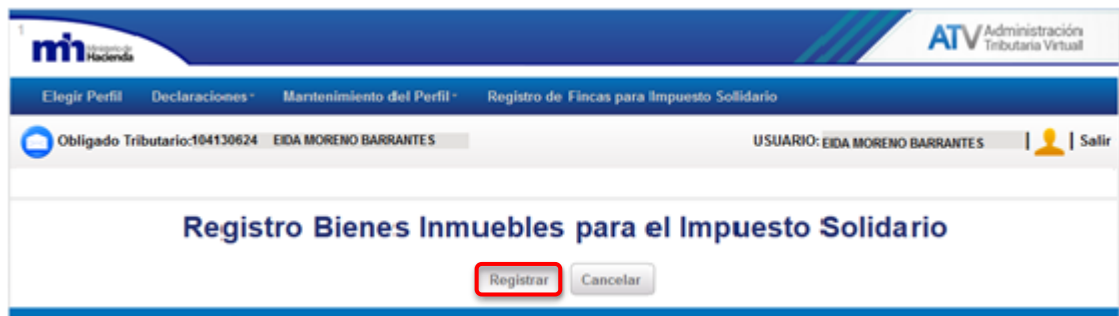 1
mh Ministerio de Hacienda
ATV Administración
Tributaria Virtual
Elegir Perfil Declaraciones Mantenimiento del Perfil Registro de Fincas para Impuesto Sollidario
Obligado Tributario:104130624 EIDA MORENO BARRANTES USUARIO: EIDA MORENO BARRANTES | | Salir
Registro Bienes Inmuebles para el Impuesto Solidario
Registrar Cancelar